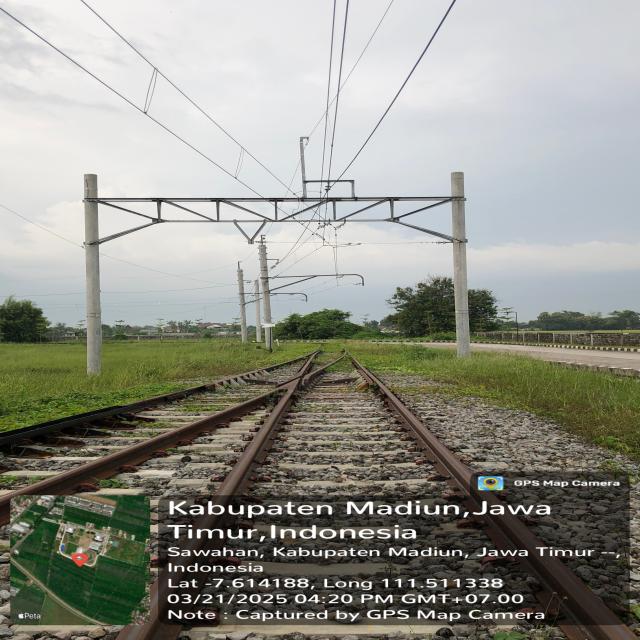 GPS Map Camera
Kabupaten Madiun,Jawa
Timur,Indonesia
Sawahan, Kabupaten Madiun, Jawa Timur --,
Indonesia
Lat -7.614188, Long 111.511338
03/21/2025 04:20 PM GMT+07.00
Note : Captured by GPS Map Camera
Peta